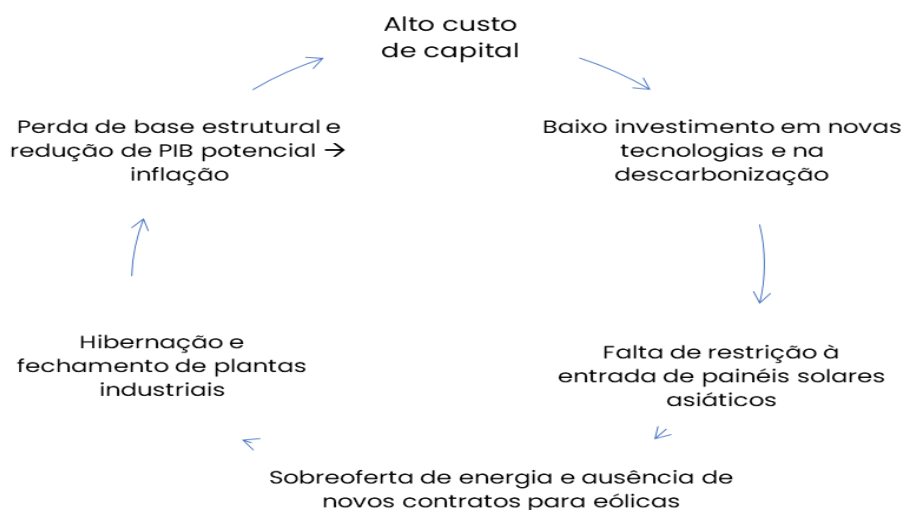 Alto custo
de capital
Baixo investimento em novas
tecnologias e na
descarbonização
Falta de restrição à
entrada de painéis solares
asiáticos
Sobreoferta de energia e ausência de
novos contratos para eólicas
Hibernação e
fechamento de plantas
industriais
Perda de base estrutural e
redução de PIB potencial →
inflação